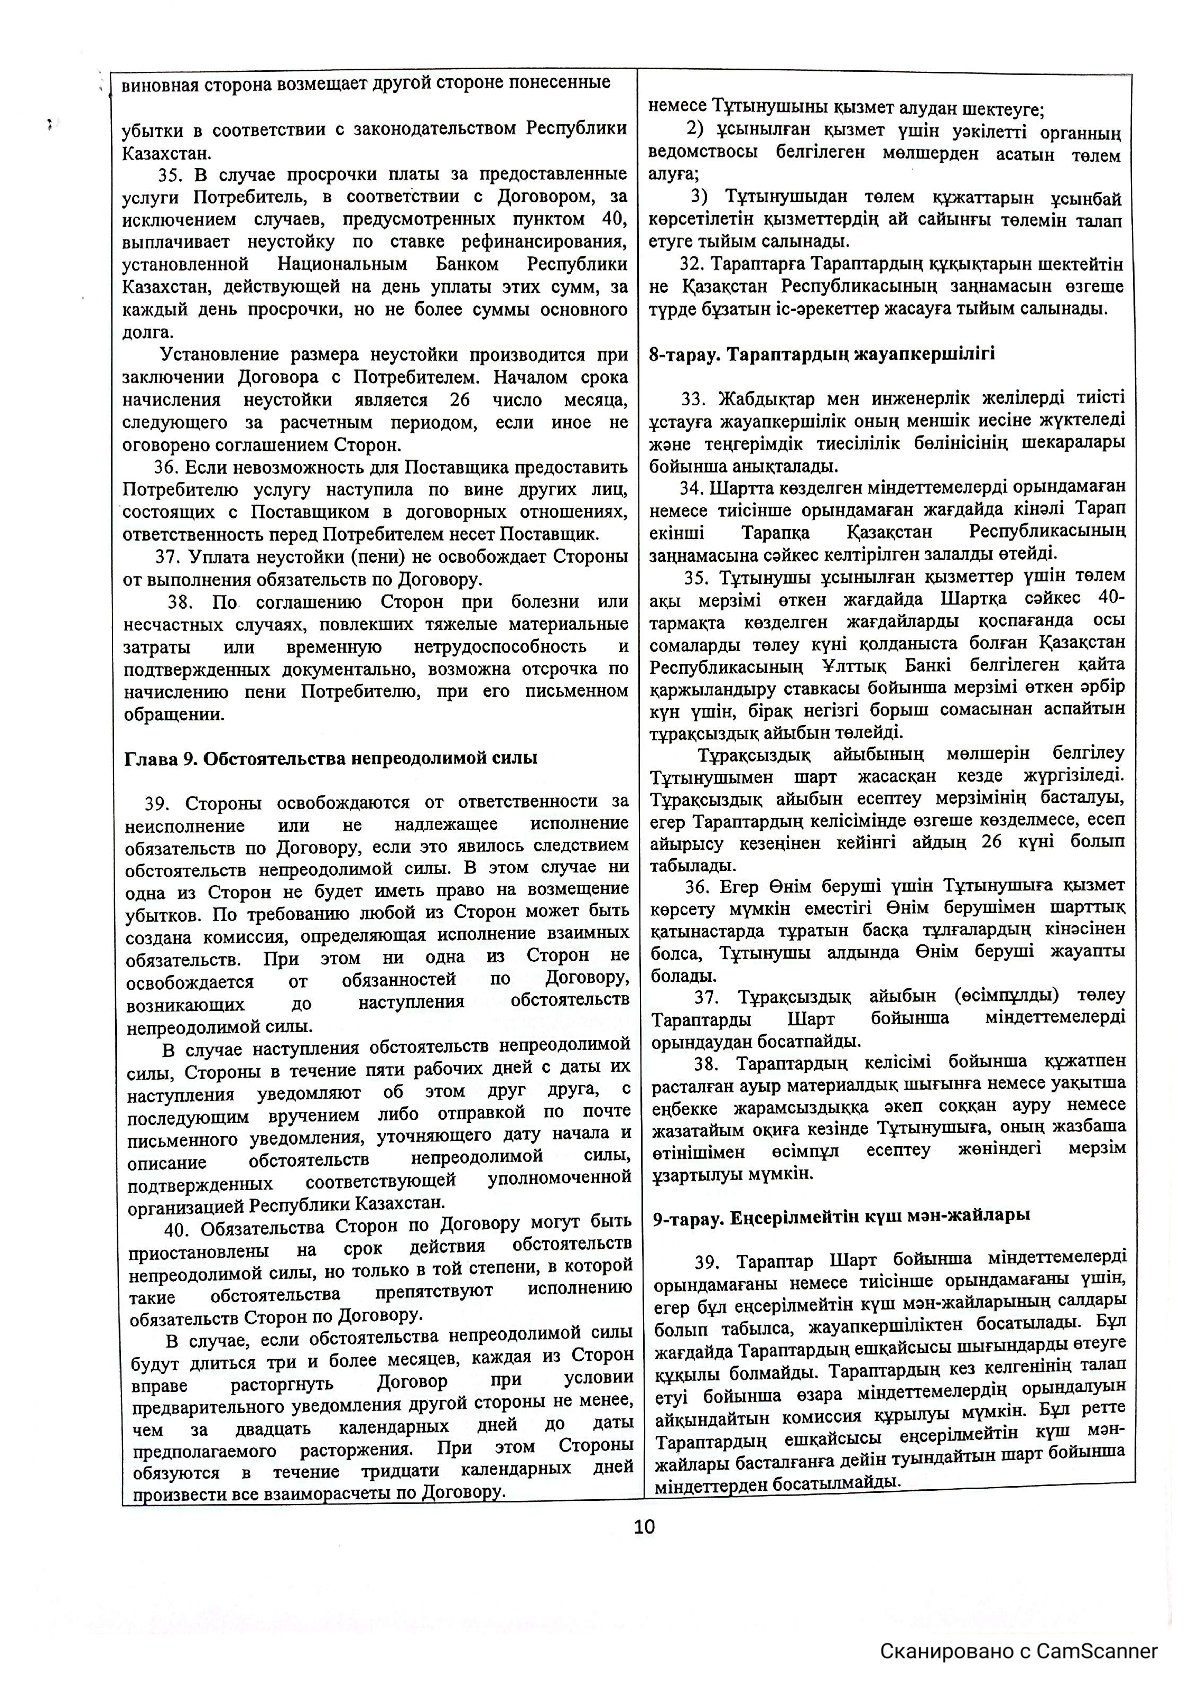 виновная сторона возмещает другой стороне понесенные
убытки в соответствии с законодательством Республики
Казахстан.
35. В случае просрочки платы за предоставленные
услуги Потребитель, в соответствии с Договором, за
исключением случаев, предусмотренных пунктом 40,
выплачивает неустойку по ставке рефинансирования,
установленной Национальным Банком Республики
Казахстан, действующей на день уплаты этих сумм, за
каждый день просрочки, но не более суммы основного
долга.
Установление размера неустойки производится при
заключении Договора с Потребителем. Началом срока
начисления неустойки является 26 число месяца,
следующего за расчетным периодом, если иное не
оговорено соглашением Сторон.
36. Если невозможность для Поставщика предоставить
Потребителю услугу наступила по вине других лиц,
состоящих с Поставщиком в договорных отношениях,
ответственность перед Потребителем несет Поставщик.
37. Уплата неустойки (пени) не освобождает Стороны
от выполнения обязательств по Договору.
38. По соглашению Сторон при болезни или
несчастных случаях, повлекших тяжелые материальные
затраты или временную нетрудоспособность и
подтвержденных документально, возможна отсрочка по
начислению пени Потребителю, при его письменном
обращении.
Глава 9. Обстоятельства непреодолимой силы
39. Стороны освобождаются от ответственности за
неисполнение или не надлежащее исполнение
обязательств по Договору, если это явилось следствием
обстоятельств непреодолимой силы. В этом случае ни
одна из Сторон не будет иметь право на возмещение
убытков. По требованию любой из Сторон может быть
создана комиссия, определяющая исполнение взаимных
обязательств. При этом ни одна из Сторон не
освобождается от обязанностей по Договору,
возникающих до наступления обстоятельств
непреодолимой силы.
В случае наступления обстоятельств непреодолимой
силы, Стороны в течение пяти рабочих дней с даты их
наступления уведомляют об этом друг друга, с
последующим вручением либо отправкой по почте
письменного уведомления, уточняющего дату начала и
описание обстоятельств непреодолимой силы,
подтвержденных соответствующей уполномоченной
организацией Республики Казахстан.
40. Обязательства Сторон по Договору могут быть
приостановлены на срок действия обстоятельств
непреодолимой силы, но только в той степени, в которой
такие обстоятельства препятствуют исполнению
обязательств Сторон по Договору.
В случае, если обстоятельства непреодолимой силы
будут длиться три и более месяцев, каждая из Сторон
вправе расторгнуть Договор при условии
предварительного уведомления другой стороны не менее,
чем за двадцать календарных дней до даты
предполагаемого расторжения. При этом Стороны
обязуются в течение тридцати календарных дней
произвести все взаиморасчеты по Договору.
немесе Тұтынушыны қызмет алудан шектеуге;
2) ұсынылған қызмет үшін уәкілетті органның
ведомствосы белгілеген мөлшерден асатын төлем
алуға;
3) Тұтынушыдан төлем құжаттарын ұсынбай
көрсетілетін қызметтердің ай сайынғы төлемін талап
етуге тыйым салынады.
32. Тараптарға Тараптардың құқықтарын шектейтін
не Қазақстан Республикасының заңнамасын өзгеше
түрде бұзатын іс-әрекеттер жасауға тыйым салынады.
8-тарау. Тараптардың жауапкершілігі
33. Жабдықтар мен инженерлік желілерді тиісті
ұстауға жауапкершілік оның меншік иесіне жүктеледі
және теңгерімдік тиесілілік бөлінісінің шекаралары
бойынша анықталады.
34. Шартта көзделген міндеттемелерді орындамаған
немесе тиісінше орындамаған жағдайда кінәлі Тарап
екінші Тарапқа Қазақстан Республикасының
заңнамасына сәйкес келтірілген залалды өтейді.
35. Тұтынушы ұсынылған қызметтер үшін төлем
ақы мерзімі өткен жағдайда Шартқа сәйкес 40-
тармақта көзделген жағдайларды қоспағанда осы
сомаларды төлеу күні қолданыста болған Қазақстан
Республикасының Ұлттық Банкі белгілеген қайта
қаржыландыру ставкасы бойынша мерзімі өткен әрбір
күн үшін, бірақ негізгі борыш сомасынан аспайтын
тұрақсыздық айыбын төлейді.
Тұрақсыздық айыбының мөлшерін белгілеу
Тұтынушымен шарт жасасқан кезде жүргізіледі.
Тұрақсыздық айыбын есептеу мерзімінің басталуы,
егер Тараптардың келісімінде өзгеше көзделмесе, есеп
айырысу кезеңінен кейінгі айдың 26 күні болып
табылады.
36. Егер Өнім беруші үшін Тұтынушыға қызмет
көрсету мүмкін еместігі Өнім берушімен шарттық
қатынастарда тұратын басқа тұлғалардың кінәсінен
болса, Тұтынушы алдында Өнім беруші жауапты
болады.
37. Тұрақсыздық айыбын (өсімпұлды) төлеу
Тараптарды Шарт бойынша міндеттемелерді
орындаудан босатпайды.
38. Тараптардың келісімі бойынша құжатпен
расталған ауыр материалдық шығынға немесе уақытша
еңбекке жарамсыздыққа әкеп соққан ауру немесе
жазатайым оқиға кезінде Тұтынушыға, оның жазбаша
өтінішімен өсімпұл есептеу жөніндегі мерзім
ұзартылуы мүмкін.
9-тарау. Еңсерілмейтін күш мән-жайлары
39. Тараптар Шарт бойынша міндеттемелерді
орындамағаны немесе тиісінше орындамағаны үшін,
егер бұл еңсерілмейтін күш мән-жайларының салдары
болып табылса, жауапкершіліктен босатылады. Бұл
жағдайда Тараптардың ешқайсысы шығындарды өтеуге
құқылы болмайды. Тараптардың кез келгенінің талап
етуі бойынша өзара міндеттемелердің орындалуын
айқындайтын комиссия құрылуы мүмкін. Бұл ретте
Тараптардың ешқайсысы еңсерілмейтін күш мән-
жайлары басталғанға дейін туындайтын шарт бойынша
міндеттерден босатылмайды.
10
Сканировано с CamScanner